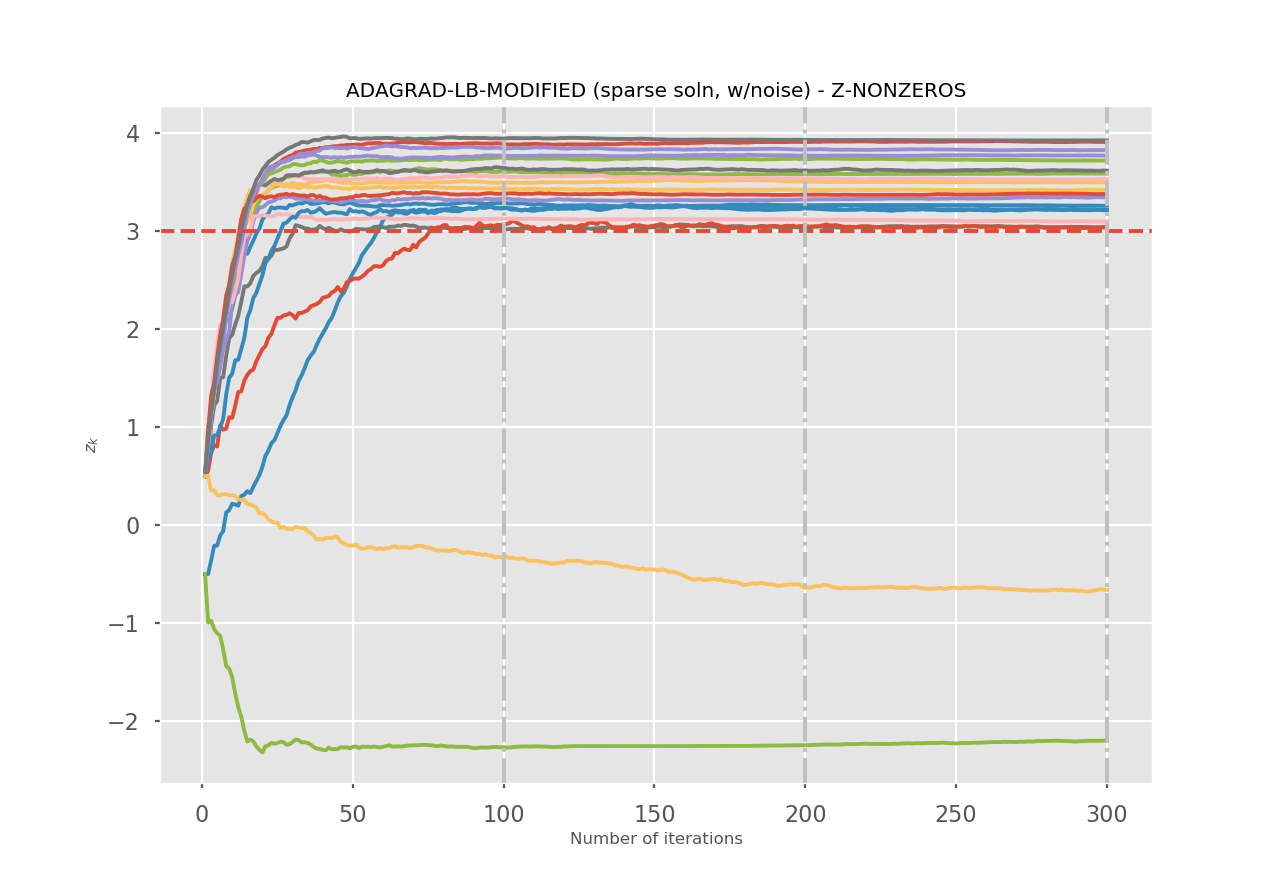 ADAGRAD-LB-MODIFIED (sparse soln, w/noise) - Z-NONZEROS
4
3
2
1
0
−1
−2
z_k
0 50 100 150 200 250 300
Number of iterations